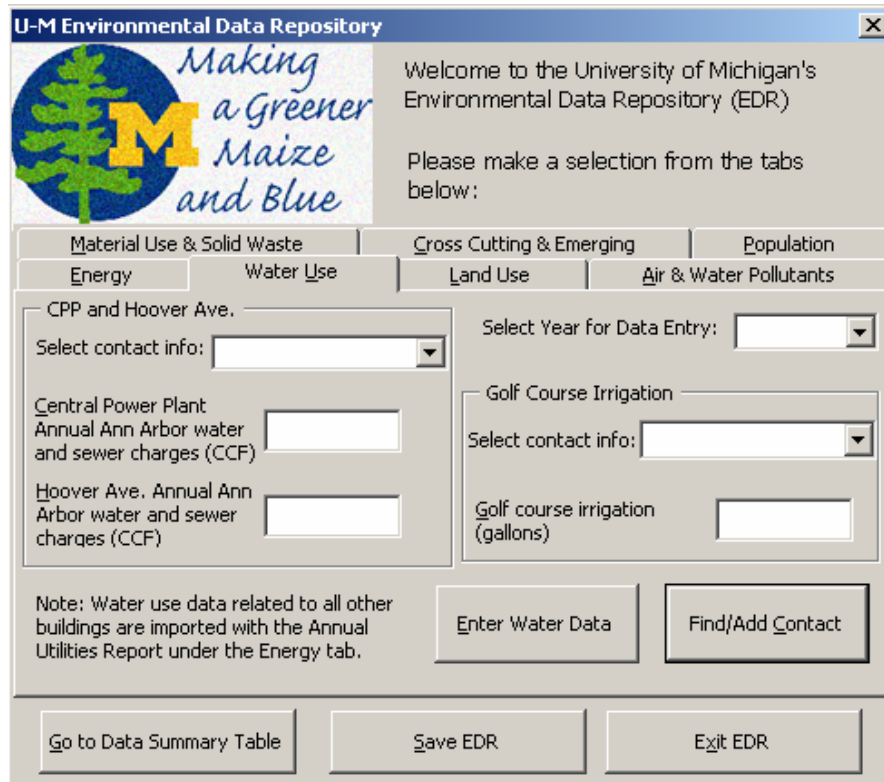 U-M Environmental Data Repository
Making
a Greener
M
Maize
and Blue
Welcome to the University of Michigan's
Environmental Data Repository (EDR)
Please make a selection from the tabs
below:
Material Use & Solid Waste
Cross Cutting & Emerging
Population
Energy
Water Use
Land Use
Air & Water Pollutants
CPP and Hoover Ave.
Select contact info:
Central Power Plant
Annual Ann Arbor water
and sewer charges (CCF)
Hoover Ave. Annual Ann
Arbor water and sewer
charges (CCF)
Select Year for Data Entry:
Golf Course Irrigation
Select contact info:
Golf course irrigation
(gallons)
Note: Water use data related to all other
buildings are imported with the Annual
Utilities Report under the Energy tab.
Enter Water Data
Find/Add Contact
Go to Data Summary Table
Save EDR
Exit EDR